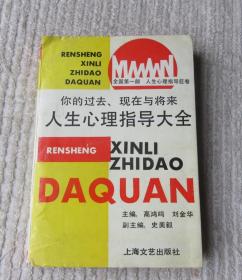 RENSHENG
XINLI
ZHIDAO
DAQUAN
全国第一部 人生心理指导巨卷
你的过去、现在与将来
人生心理指导大全
RENSHENG
XINLI
ZHIDAO
DAQUAN
主编：高鸿鸣 刘金华
副主编：史美毅
上海文艺出版社